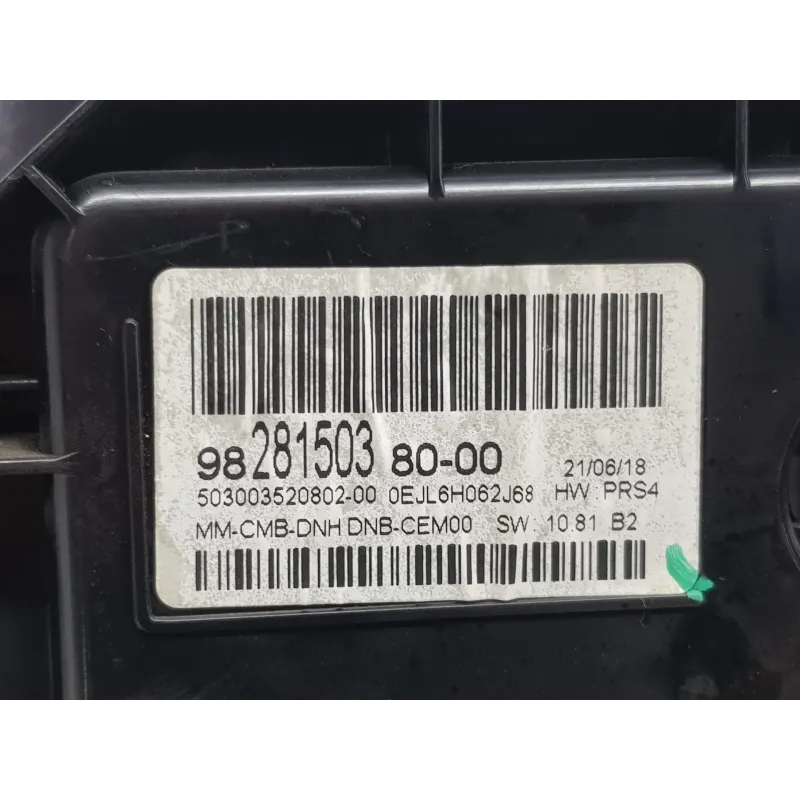 98 281503 80-00 21/06/18
503003520802-00 0EJL6H062J68 HW: PRS4
MM-CMB-DNH DNB-CEM00 SW: 10.81 B2